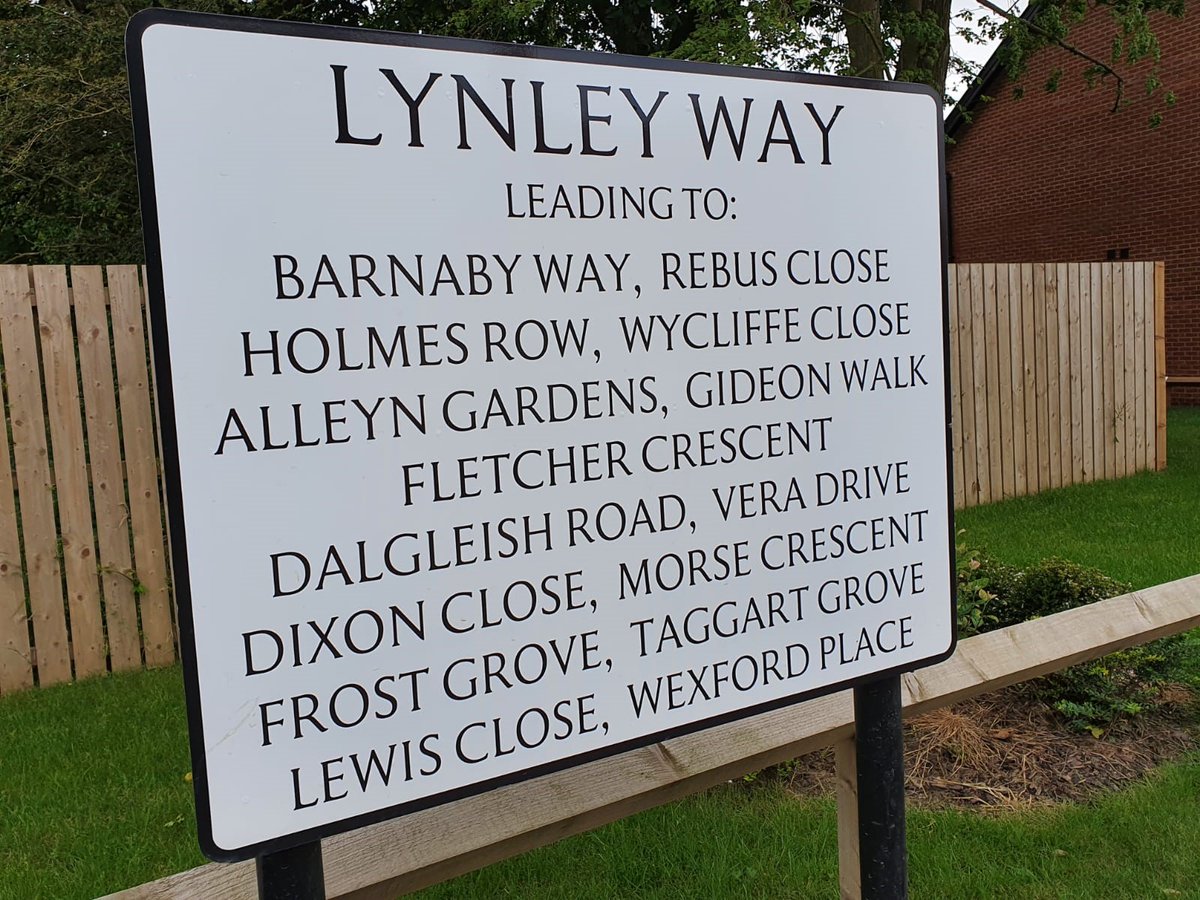 LYNLEY WAY
LEADING TO:
BARNABY WAY, REBUS CLOSE
HOLMES ROW, WYCLIFFE CLOSE
ALLEYN GARDENS, GIDEON WALK
FLETCHER CRESCENT
DALGLEISH ROAD, VERA DRIVE
DIXON CLOSE, MORSE CRESCENT
FROST GROVE, TAGGART GROVE
LEWIS CLOSE, WEXFORD PLACE